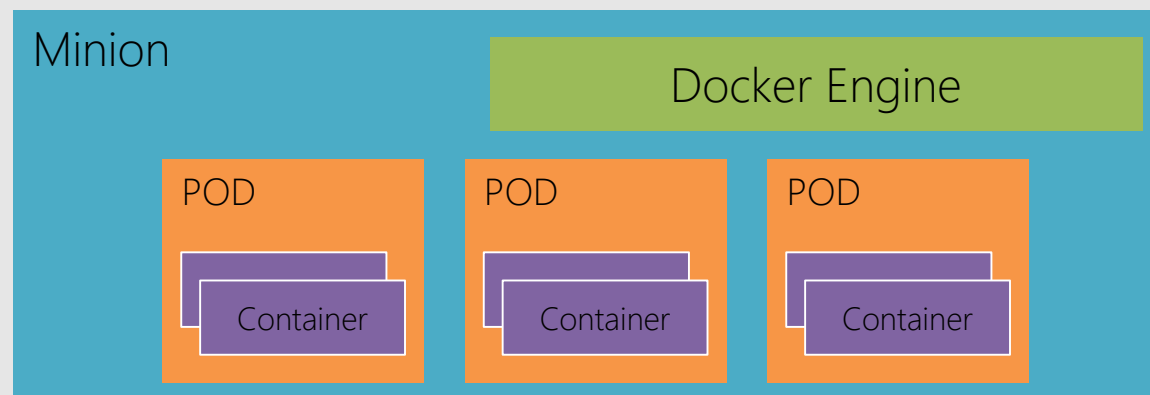 Minion
Docker Engine
POD
POD
POD
Container
Container
Container